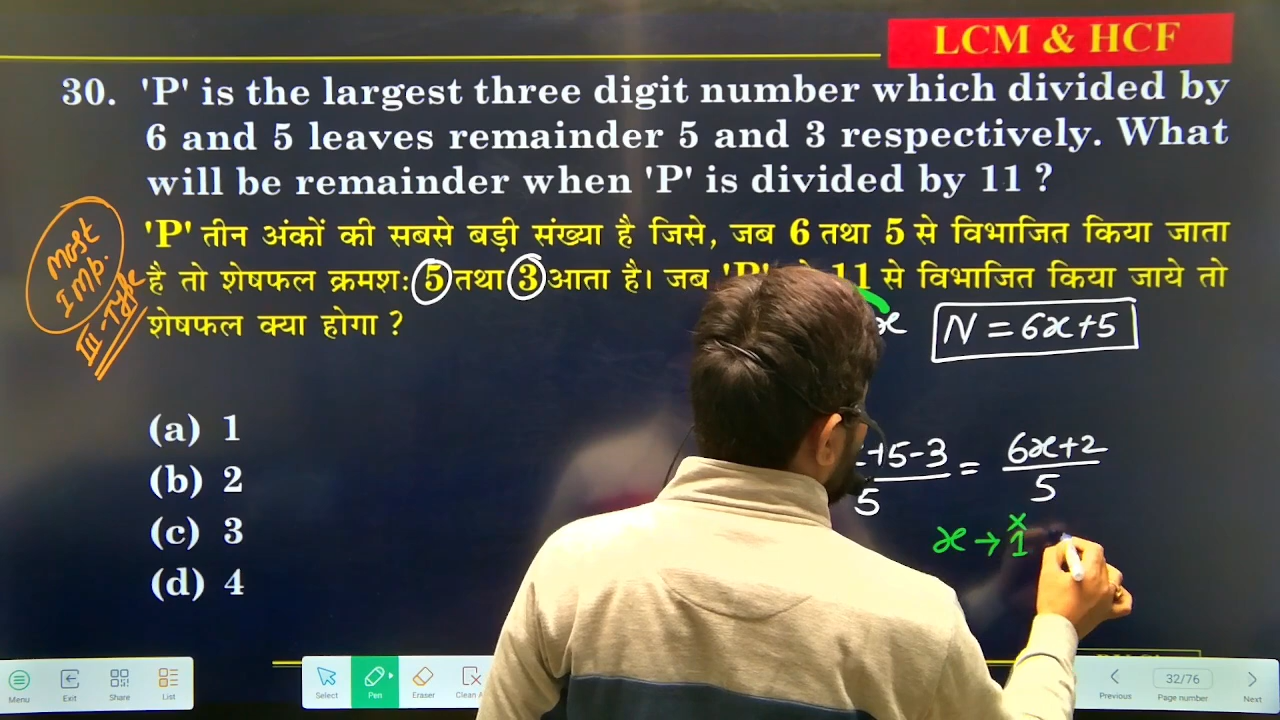 LCM & HCF
30. 'P' is the largest three digit number which divided by
6 and 5 leaves remainder 5 and 3 respectively. What
will be remainder when 'P' is divided by 11 ?
'P' तीन अंकों की सबसे बड़ी संख्या है जिसे, जब 6 तथा 5 से विभाजित किया जाता
है तो शेषफल क्रमश: 5 तथा 3 आता है। जब 'P' 11 से विभाजित किया जाये तो
शेषफल क्या होगा ?
Most
IMP.
III-Type
x N = 6x+5
(a) 1
(b) 2
(c) 3
(d) 4
+5-3 = 6x+2
5 5
x → 1
x
Menu Exit Share List Select Pen Eraser Clean Previous 32/76 Page number Next